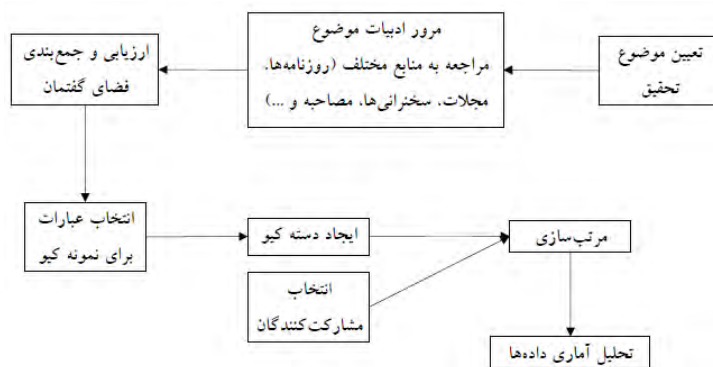 تعیین موضوع
تحقیق
مرور ادبیات موضوع
مراجعه به منابع مختلف (روزنامه‌ها،
مجلات، سخنرانی‌ها، مصاحبه و ...)
ارزیابی و جمع‌بندی
فضای گفتمان
انتخاب عبارات
برای نمونه کیو
ایجاد دسته کیو
انتخاب
مشارکت‌کنندگان
مرتب‌سازی
تحلیل آماری داده‌ها